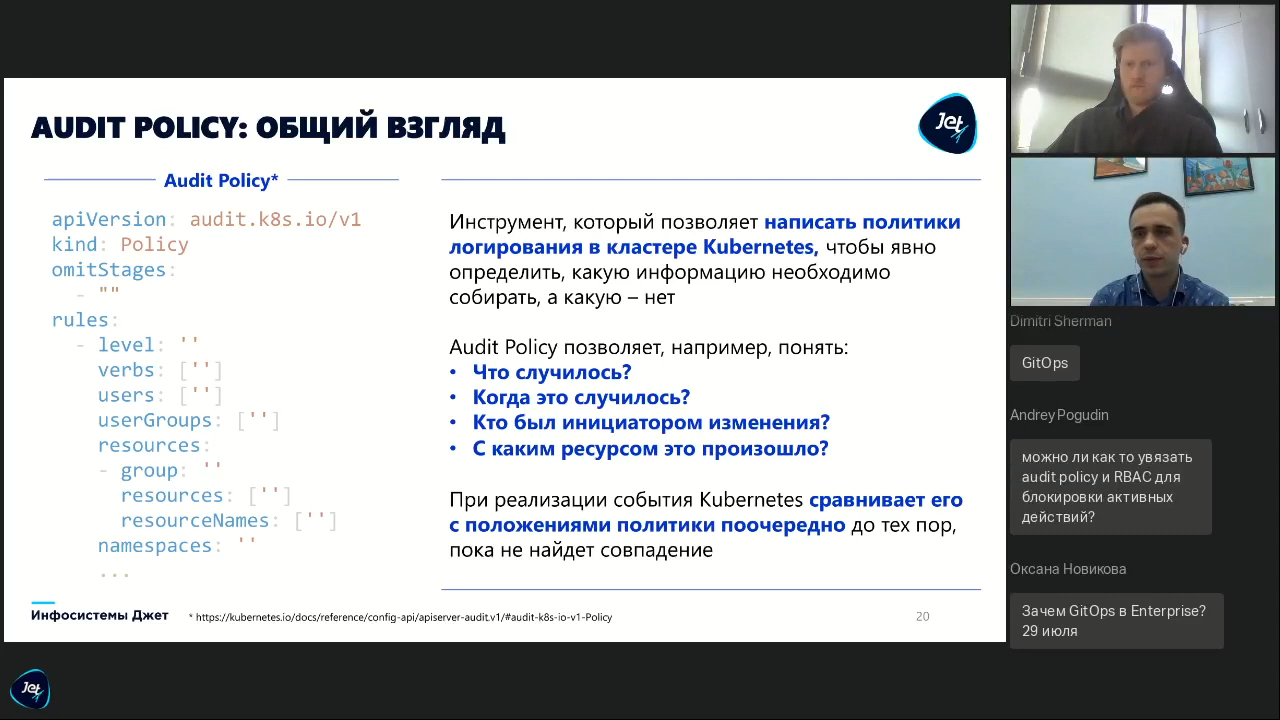 AUDIT POLICY: ОБЩИЙ ВЗГЛЯД
Jet
Audit Policy*
apiVersion: audit.k8s.io/v1
kind: Policy
omitStages:
- ""
rules:
- level: ''
verbs: ['']
users: ['']
userGroups: ['']
resources:
- group: ''
resources: ['']
resourceNames: ['']
namespaces: ''
...
Инструмент, который позволяет написать политики
логирования в кластере Kubernetes, чтобы явно
определить, какую информацию необходимо
собирать, а какую – нет
Audit Policy позволяет, например, понять:
• Что случилось?
• Когда это случилось?
• Кто был инициатором изменения?
• С каким ресурсом это произошло?
При реализации события Kubernetes сравнивает его
с положениями политики поочередно до тех пор,
пока не найдет совпадение
Инфосистемы Джет
* https://kubernetes.io/docs/reference/config-api/apiserver-audit.v1/#audit-k8s-io-v1-Policy
20
Jet
Dimitri Sherman
GitOps
Andrey Pogudin
можно ли как то увязать
audit policy и RBAC для
блокировки активных
действий?
Оксана Новикова
Зачем GitOps в Enterprise?
29 июля